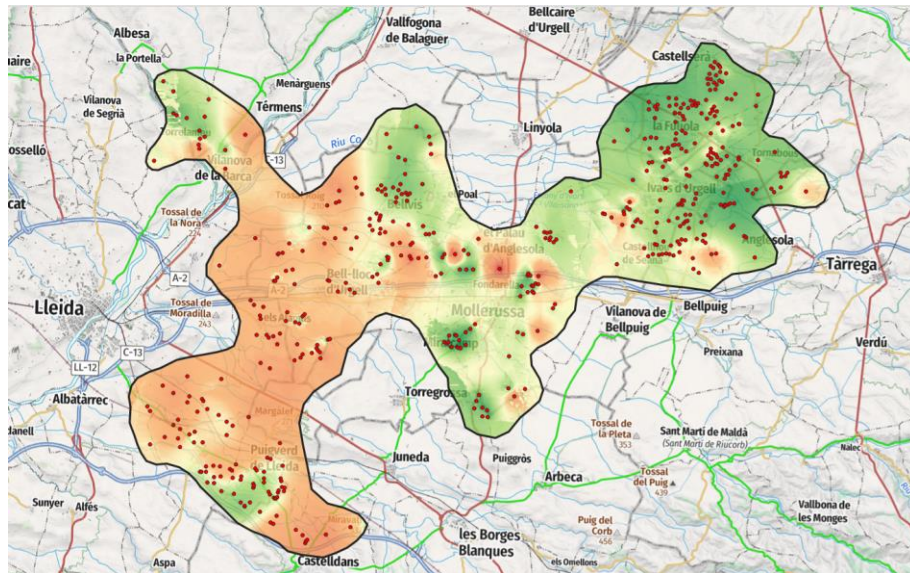 Albesa
la Portella
Vallfogona
de Balaguer
Bellcaire
d'Urgell
Castellserà
Menàrguens
Térmens
Vilanova
de Segrià
Linyola
la Fuliola
Riu Co
C-13
Vilanova
de la Barca
Tornabous
Poal
Ivars d'Urgell
Bellvís
Tossal de
la Nora
el Palau
d'Anglesola
Anglesola
A-2
Bell-lloc
d'Urgell
A-2
Fondarella
Tàrrega
Lleida
Tossal de
Moradilla
243
Mollerussa
Vilanova de
Bellpuig
Bellpuig
Verdú
C-13
LL-12
Preixana
Albatàrrec
Torregrossa
Margalef
Tossal de
la Pleta
353
Sant Martí de Maldà
(Sant Martí de Riucorb)
Nalec
Puigverd
de Lleida
Juneda
Puiggròs
Arbeca
Tossal
del Puig
439
Sunyer
Alfés
Vallbona de
les Monges
Miravall
Puig del
Corb
456
les Borges
Blanques
Aspa
Castelldans
els Omellons